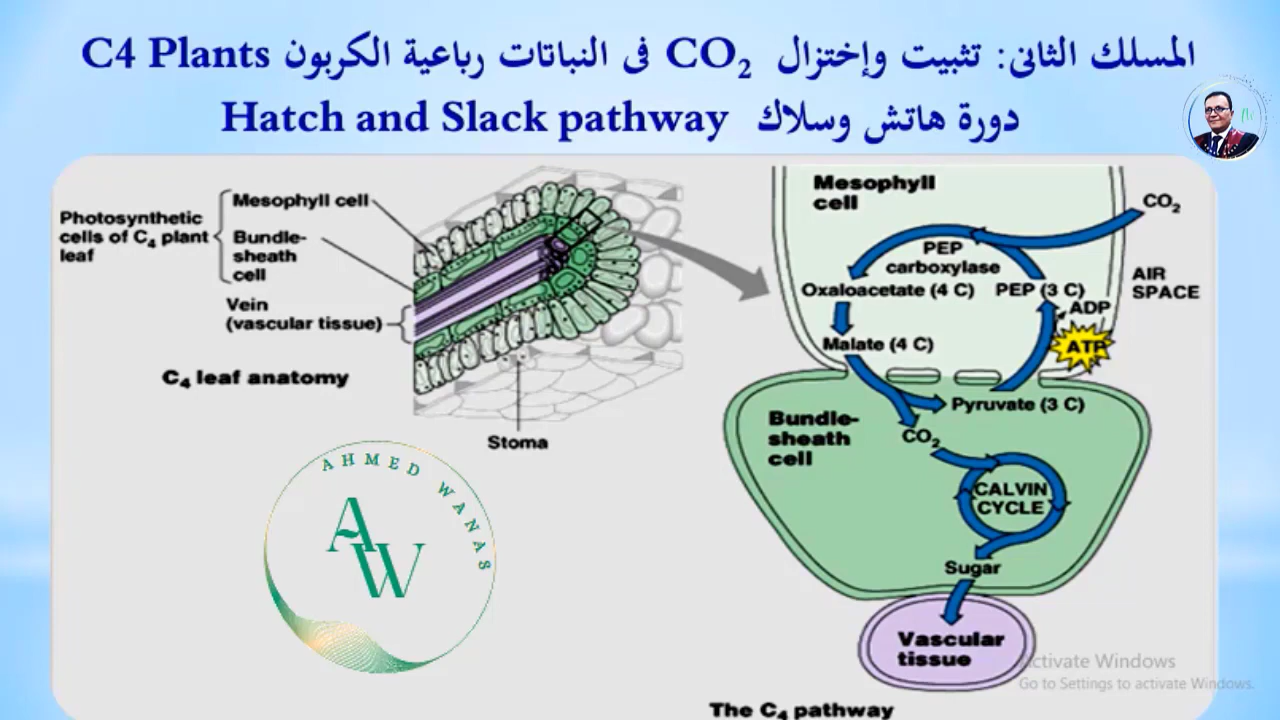 المسلك الثانى: تثبيت وإختزال CO₂ فى النباتات رباعية الكربون C4 Plants
دورة هاتش وسلاك Hatch and Slack pathway
Photosynthetic
cells of C₄ plant
leaf
Mesophyll cell
Bundle-
sheath
cell
Vein
(vascular tissue)
C₄ leaf anatomy
Stoma
AHMED WANAS
AW
Mesophyll
cell
CO₂
PEP
carboxylase
Oxaloacetate (4 C)
PEP (3 C)
AIR
SPACE
ADP
ATP
Malate (4 C)
Pyruvate (3 C)
Bundle-
sheath
cell
CO₂
CALVIN
CYCLE
Sugar
Vascular
tissue
The C₄ pathway
Activate Windows
Go to Settings to activate Windows.